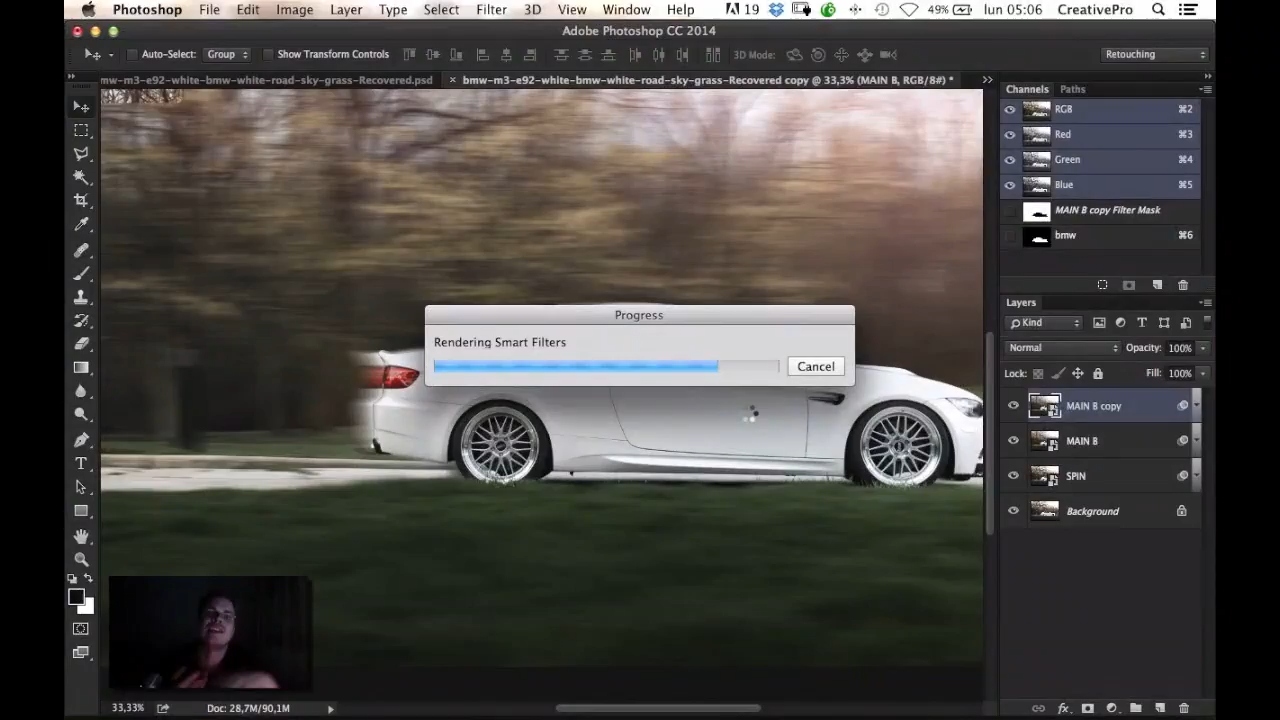 Photoshop File Edit Image Layer Type Select Filter 3D View Window Help 19 49% lun 05:06 CreativePro
Adobe Photoshop CC 2014
Auto-Select: Group Show Transform Controls 3D Mode: Retouching
mw-m3-e92-white-bmw-white-road-sky-grass-Recovered.psd × bmw-m3-e92-white-bmw-white-road-sky-grass-Recovered copy @ 33,3% (MAIN B, RGB/8#) *
Channels Paths
RGB ⌘2
Red ⌘3
Green ⌘4
Blue ⌘5
MAIN B copy Filter Mask
bmw ⌘6
Progress
Rendering Smart Filters
Cancel
Layers
Kind
Normal Opacity: 100%
Lock: Fill: 100%
MAIN B copy
MAIN B
SPIN
Background
33,33% Doc: 28,7M/90,1M